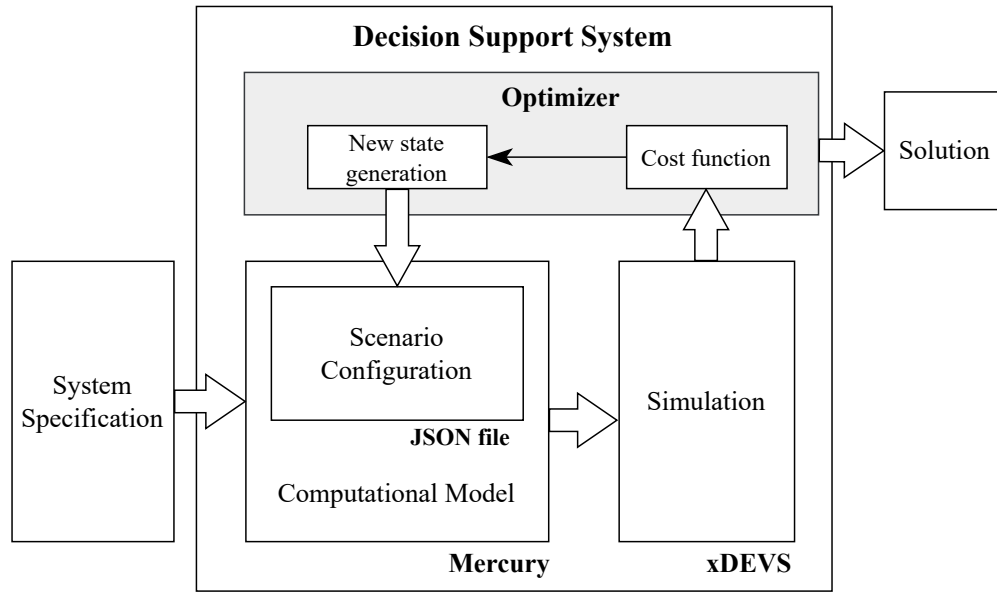 Decision Support System
Optimizer
New state
generation
Cost function
Solution
System
Specification
Scenario
Configuration
JSON file
Computational Model
Mercury
Simulation
xDEVS